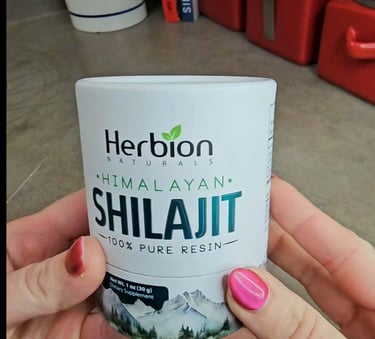 Herbion
NATURALS
•HIMALAYAN•
SHILAJIT
—100% PURE RESIN—
Net WT. 1 oz (30 g)
Dietary Supplement